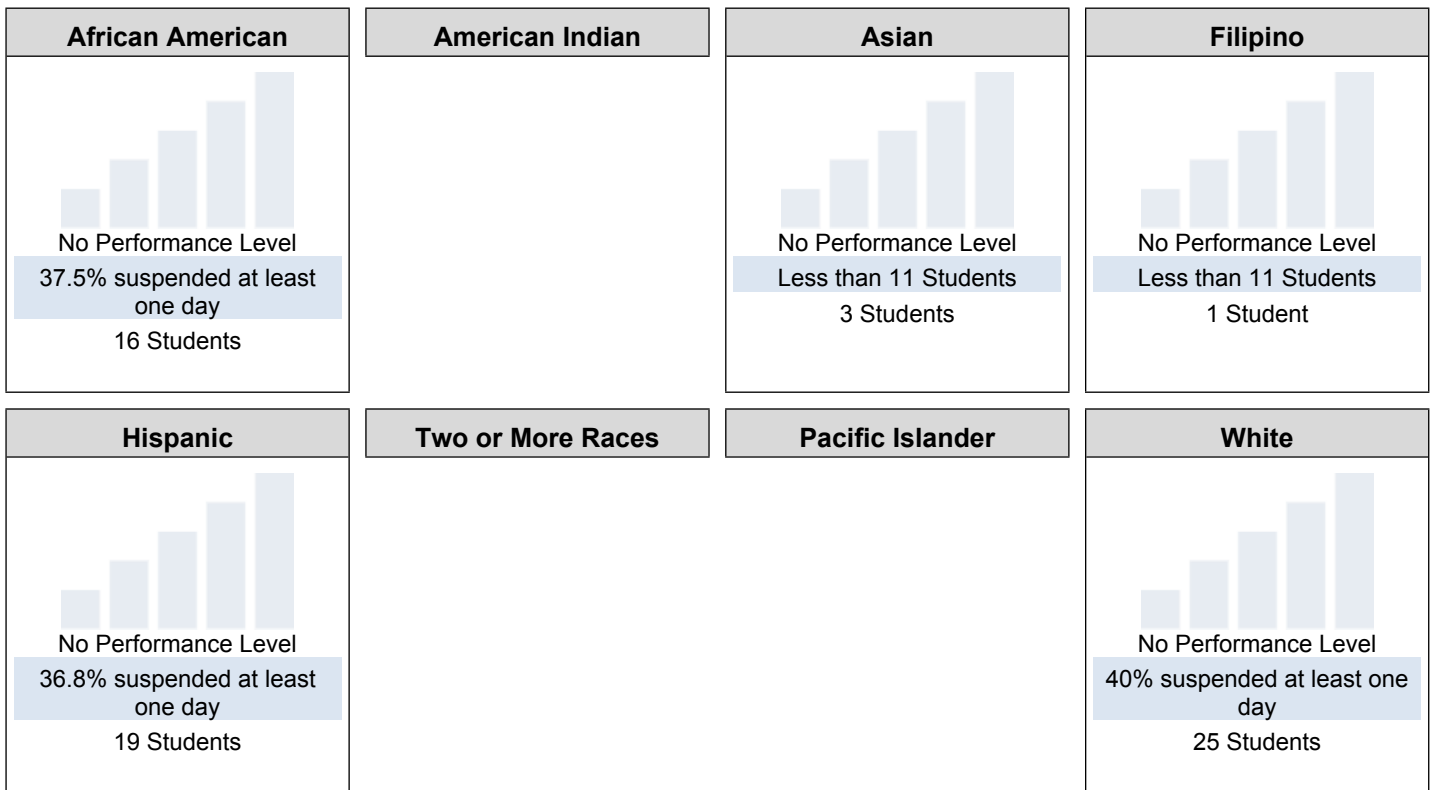 African American
American Indian
Asian
Filipino
No Performance Level
37.5% suspended at least
one day
16 Students
No Performance Level
Less than 11 Students
3 Students
No Performance Level
Less than 11 Students
1 Student
Hispanic
Two or More Races
Pacific Islander
White
No Performance Level
36.8% suspended at least
one day
19 Students
No Performance Level
40% suspended at least one
day
25 Students